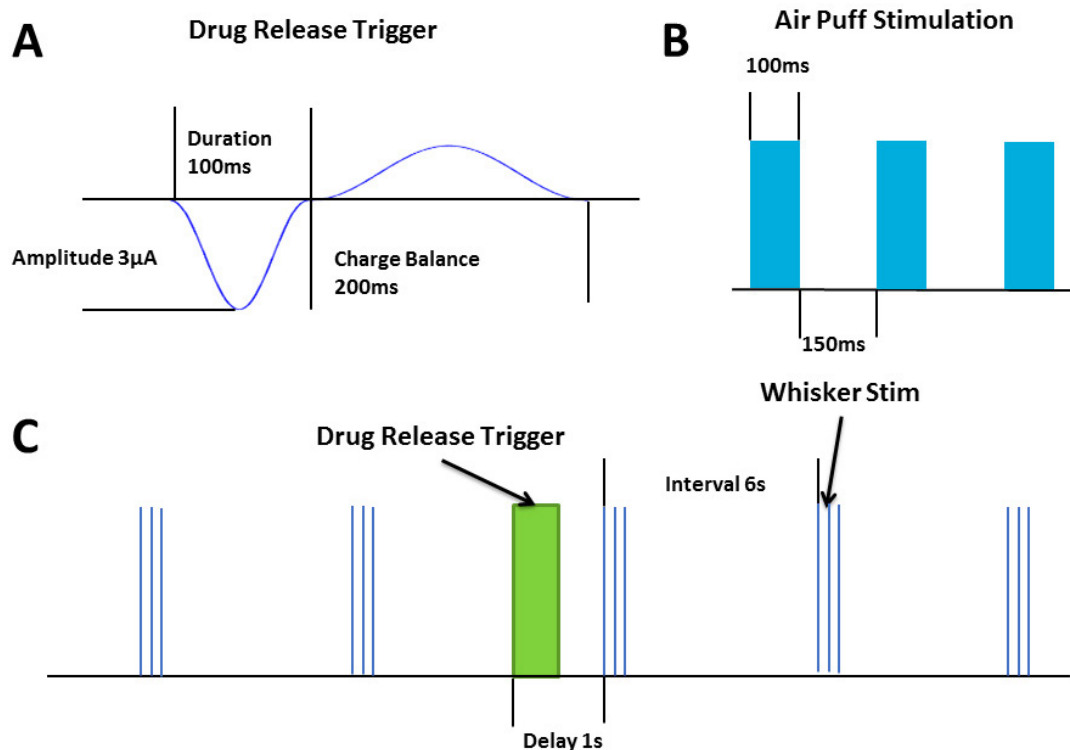 A
Drug Release Trigger
Duration
100ms
Amplitude 3µA
Charge Balance
200ms
Air Puff Stimulation
B
100ms
150ms
Whisker Stim
C
Drug Release Trigger
Interval 6s
Delay 1s